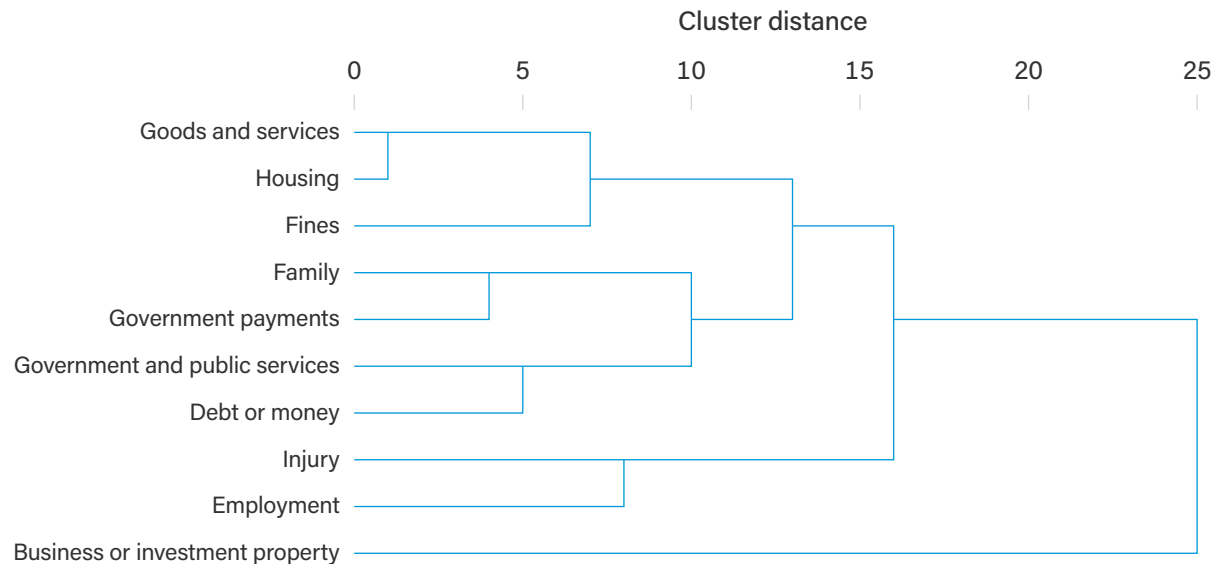 Cluster distance
0 5 10 15 20 25
Goods and services
Housing
Fines
Family
Government payments
Government and public services
Debt or money
Injury
Employment
Business or investment property